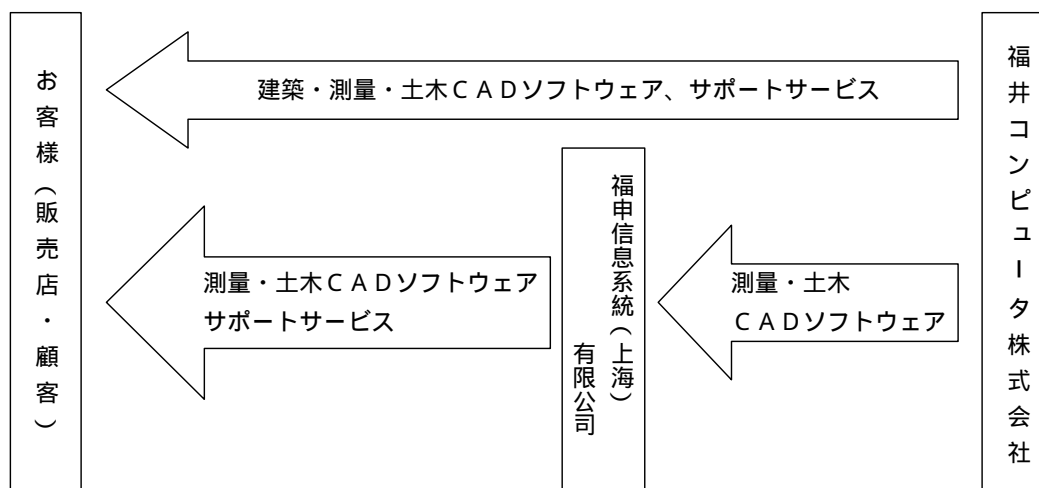 お客様（販売店・顧客）
建築・測量・土木ＣＡＤソフトウェア、サポートサービス
測量・土木ＣＡＤソフトウェア
サポートサービス
福申信息系統（上海）
有限公司
測量・土木
ＣＡＤソフトウェア
福井コンピュータ株式会社